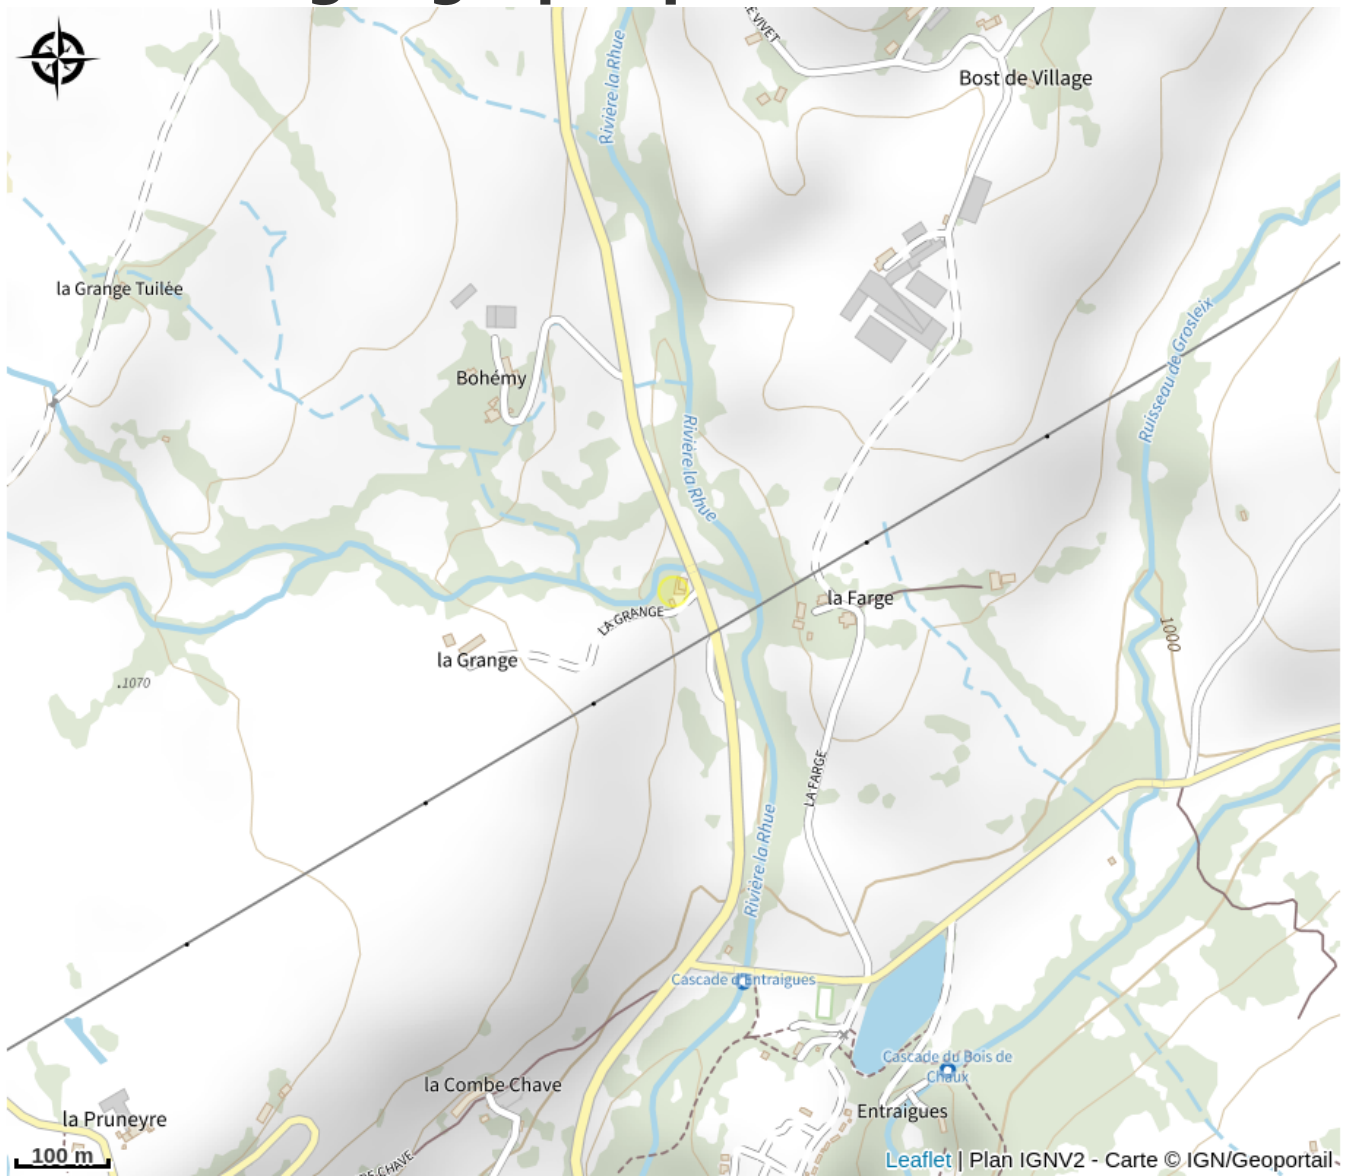 E VIVET
Rivière la Rhue
Bost de Village
la Grange Tuilée
Ruisseau de Grosleix
Bohémy
Rivière la Rhue
la Farge
LA GRANGE
1000
la Grange
.1070
LA FARGE
Rivière la Rhue
Cascade d'Entraigues
Cascade du Bois de
Chaux
la Combe Chave
Entraigues
la Pruneyre
100 m
DE CHAVE
Leaflet | Plan IGNV2 - Carte © IGN/Geoportail